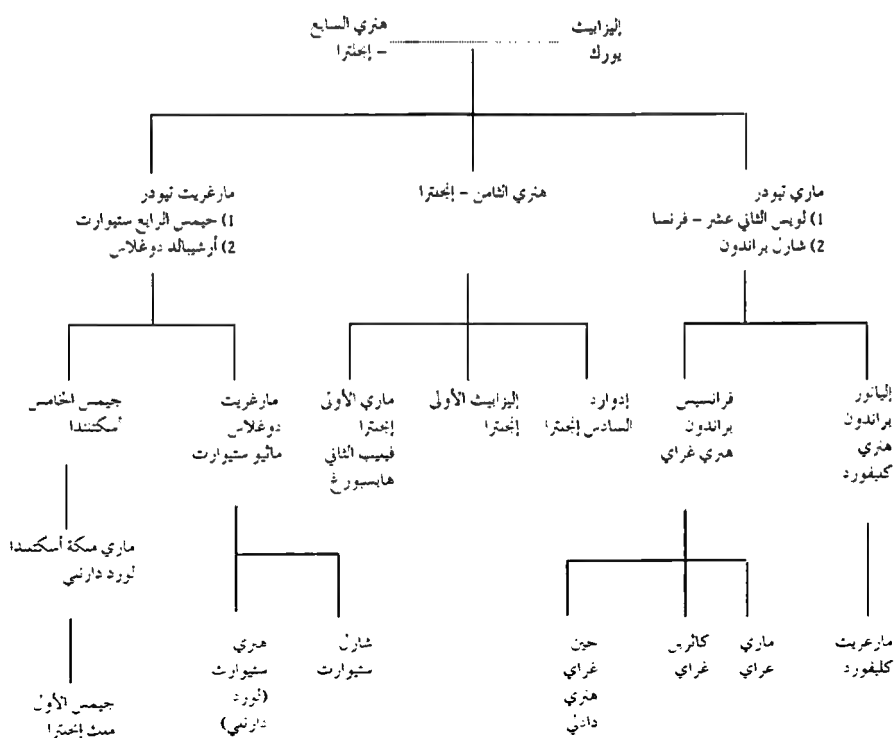 إليزابيث
يورك
هنري السابع
– إنجلترا
ماري تيودر
1) لويس الثاني عشر – فرنسا
2) شارل براندون
هنري الثامن – إنجلترا
مارغريت تيودر
1) جيمس الرابع ستيوارت
2) أرشيبالد دوغلاس
إليانور
براندون
هنري
كليفورد
فرانسيس
براندون
هنري غراي
إدوارد
السادس إنجلترا
إليزابيث الأولى
إنجلترا
ماري الأولى
إنجلترا
فيليب الثاني
هابسبورغ
مارغريت
دوغلاس
ماثيو ستيوارت
جيمس الخامس
أسكتلندا
ماري ملكة أسكتلندا
لورد دارنلي
مارغريت
كليفورد
ماري
غراي
كاثرين
غراي
جين
غراي
هنري
دادلي
شارل
ستيوارت
هنري
ستيوارت
(لورد
دارنلي)
جيمس الأول
ملك إنجلترا